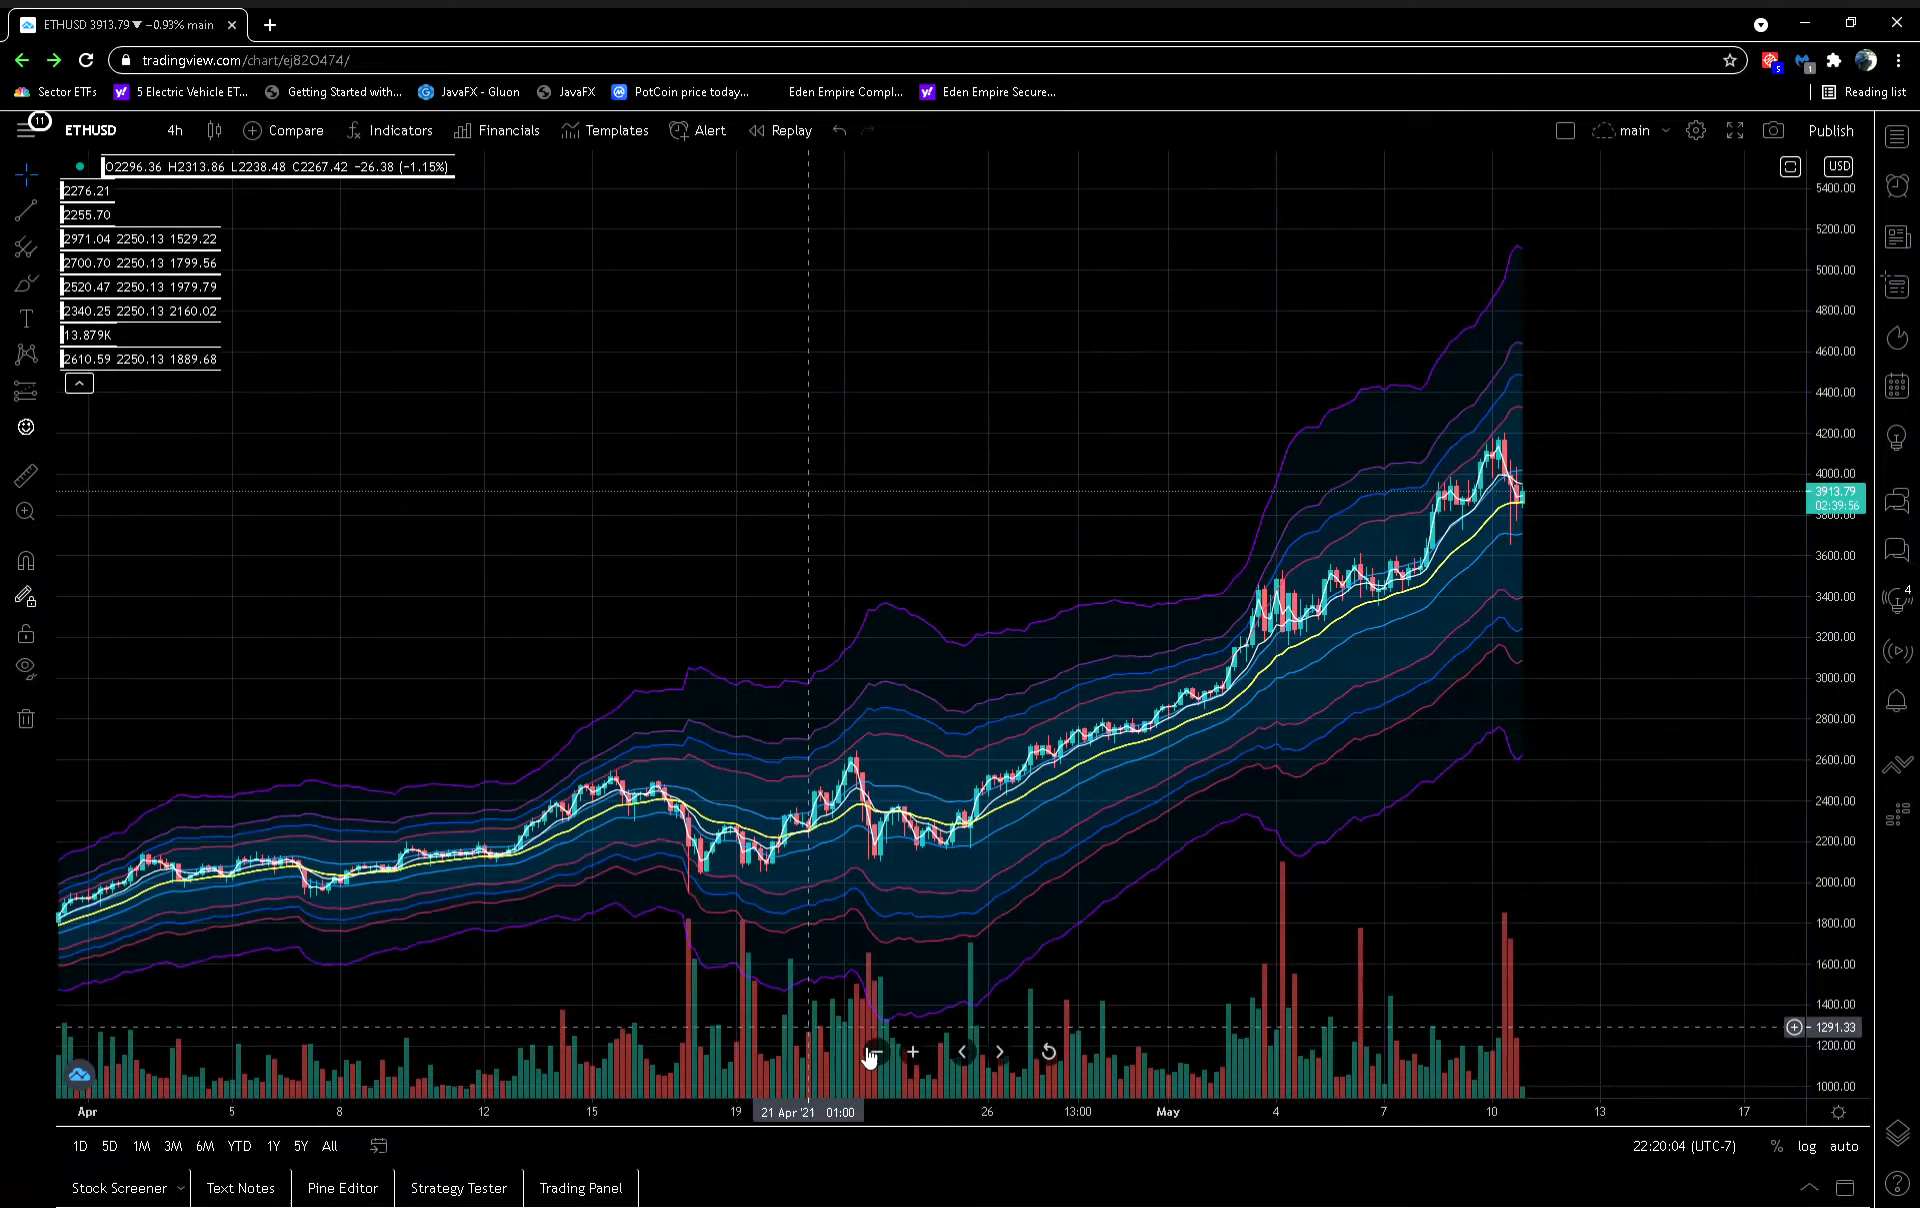 ETHUSD 3913.79 ▼ −0.93% main
tradingview.com/chart/ej82O474/
5
1
Sector ETFs 5 Electric Vehicle ET... Getting Started with... JavaFX - Gluon JavaFX PotCoin price today... Eden Empire Compl... Eden Empire Secure... Reading list
11 ETHUSD 4h Compare Indicators Financials Templates Alert Replay main Publish
O2296.36 H2313.86 L2238.48 C2267.42 −26.38 (−1.15%)
USD
2276.21
2255.70
2971.04 2250.13 1529.22
2700.70 2250.13 1799.56
2520.47 2250.13 1979.79
2340.25 2250.13 2160.02
13.879K
2610.59 2250.13 1889.68
5400.00
5200.00
5000.00
4800.00
4600.00
4400.00
4200.00
4000.00
3913.79
02:39:56
3800.00
3600.00
3400.00
4
3200.00
3000.00
2800.00
2600.00
2400.00
2200.00
2000.00
1800.00
1600.00
1400.00
1291.33
1200.00
1000.00
Apr 5 8 12 15 19 21 Apr '21 01:00 26 13:00 May 4 7 10 13 17
1D 5D 1M 3M 6M YTD 1Y 5Y All 22:20:04 (UTC-7) % log auto
Stock Screener Text Notes Pine Editor Strategy Tester Trading Panel